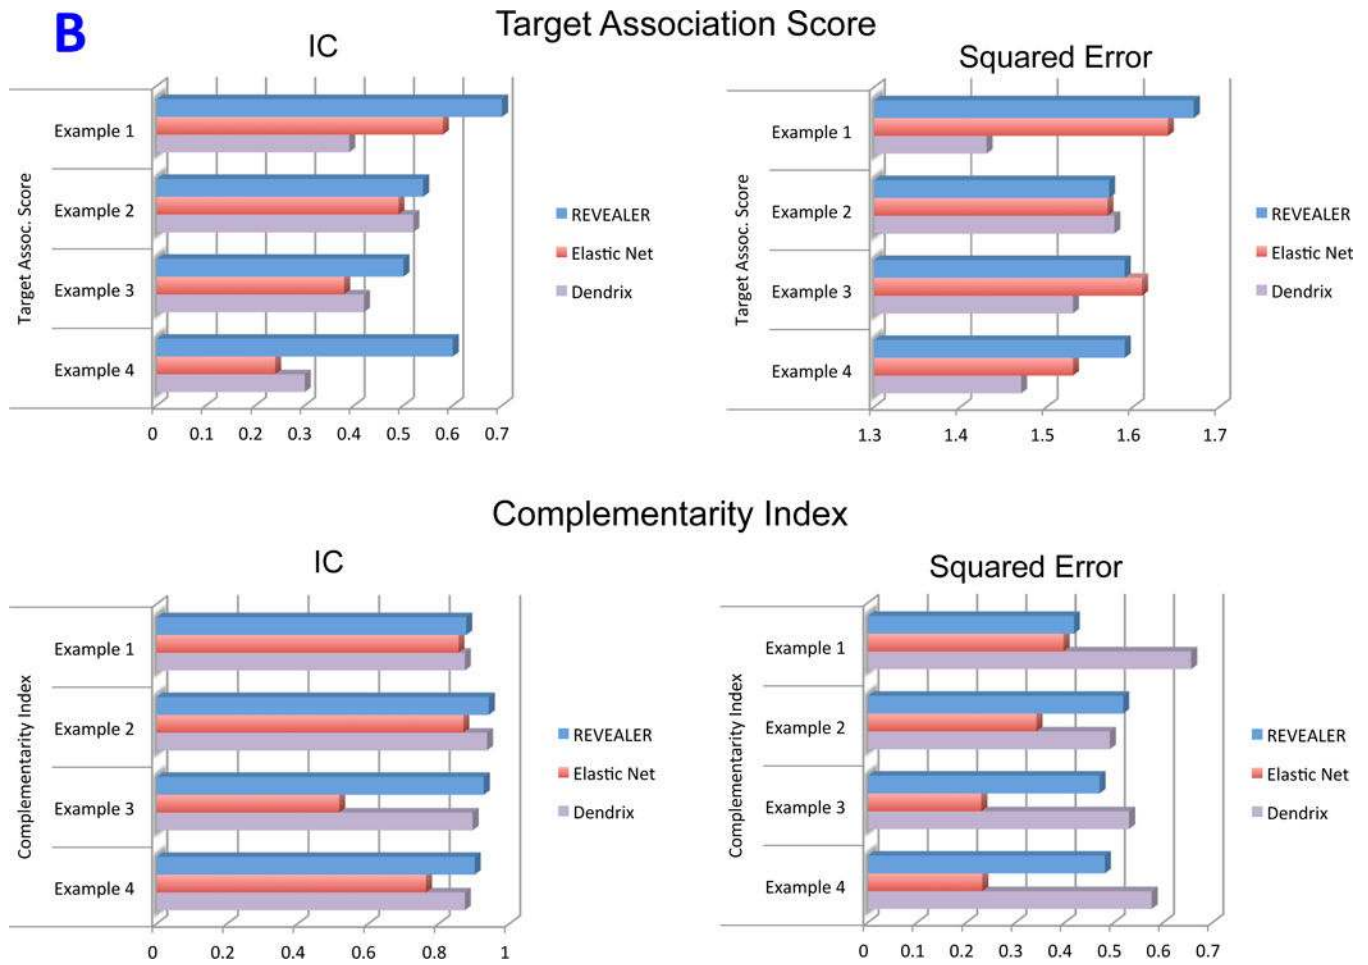 B
Target Association Score
IC
Squared Error
Target Assoc. Score
Example 1
Example 2
Example 3
Example 4
0 0.1 0.2 0.3 0.4 0.5 0.6 0.7
REVEALER
Elastic Net
Dendrix
Target Assoc. Score
Example 1
Example 2
Example 3
Example 4
1.3 1.4 1.5 1.6 1.7
REVEALER
Elastic Net
Dendrix
Complementarity Index
IC
Squared Error
Complementarity Index
Example 1
Example 2
Example 3
Example 4
0 0.2 0.4 0.6 0.8 1
REVEALER
Elastic Net
Dendrix
Complementarity Index
Example 1
Example 2
Example 3
Example 4
0 0.1 0.2 0.3 0.4 0.5 0.6 0.7
REVEALER
Elastic Net
Dendrix